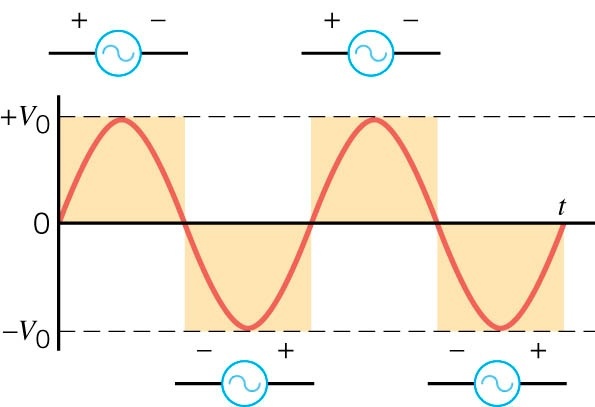 + − + −
+V₀
t
0
−V₀
− + − +